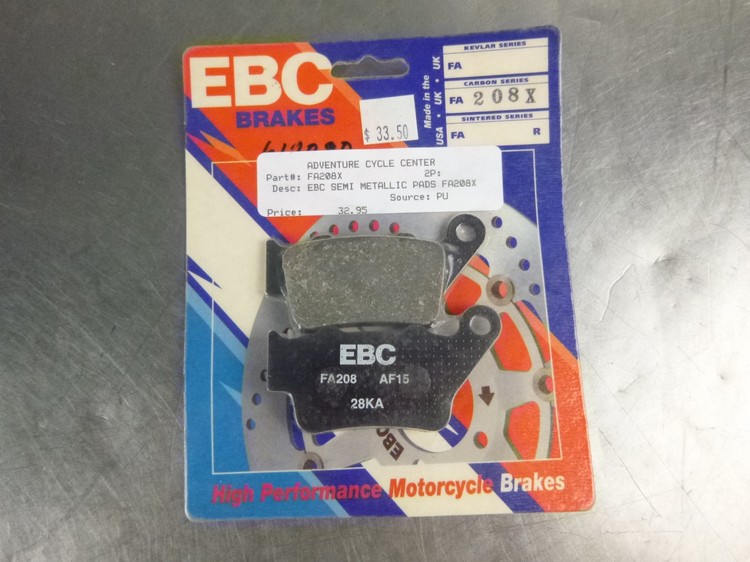 EBC
BRAKES
Made in the
USA • UK • UK
KEVLAR SERIES
FA
CARBON SERIES
FA 208X
SINTERED SERIES
FA R
$ 33.50
ADVENTURE CYCLE CENTER
Part#: FA208X 2P:
Desc: EBC SEMI METALLIC PADS FA208X
Source: PU
Price: 32.95
EBC
FA208 AF15
28KA
EBC
High Performance Motorcycle Brakes